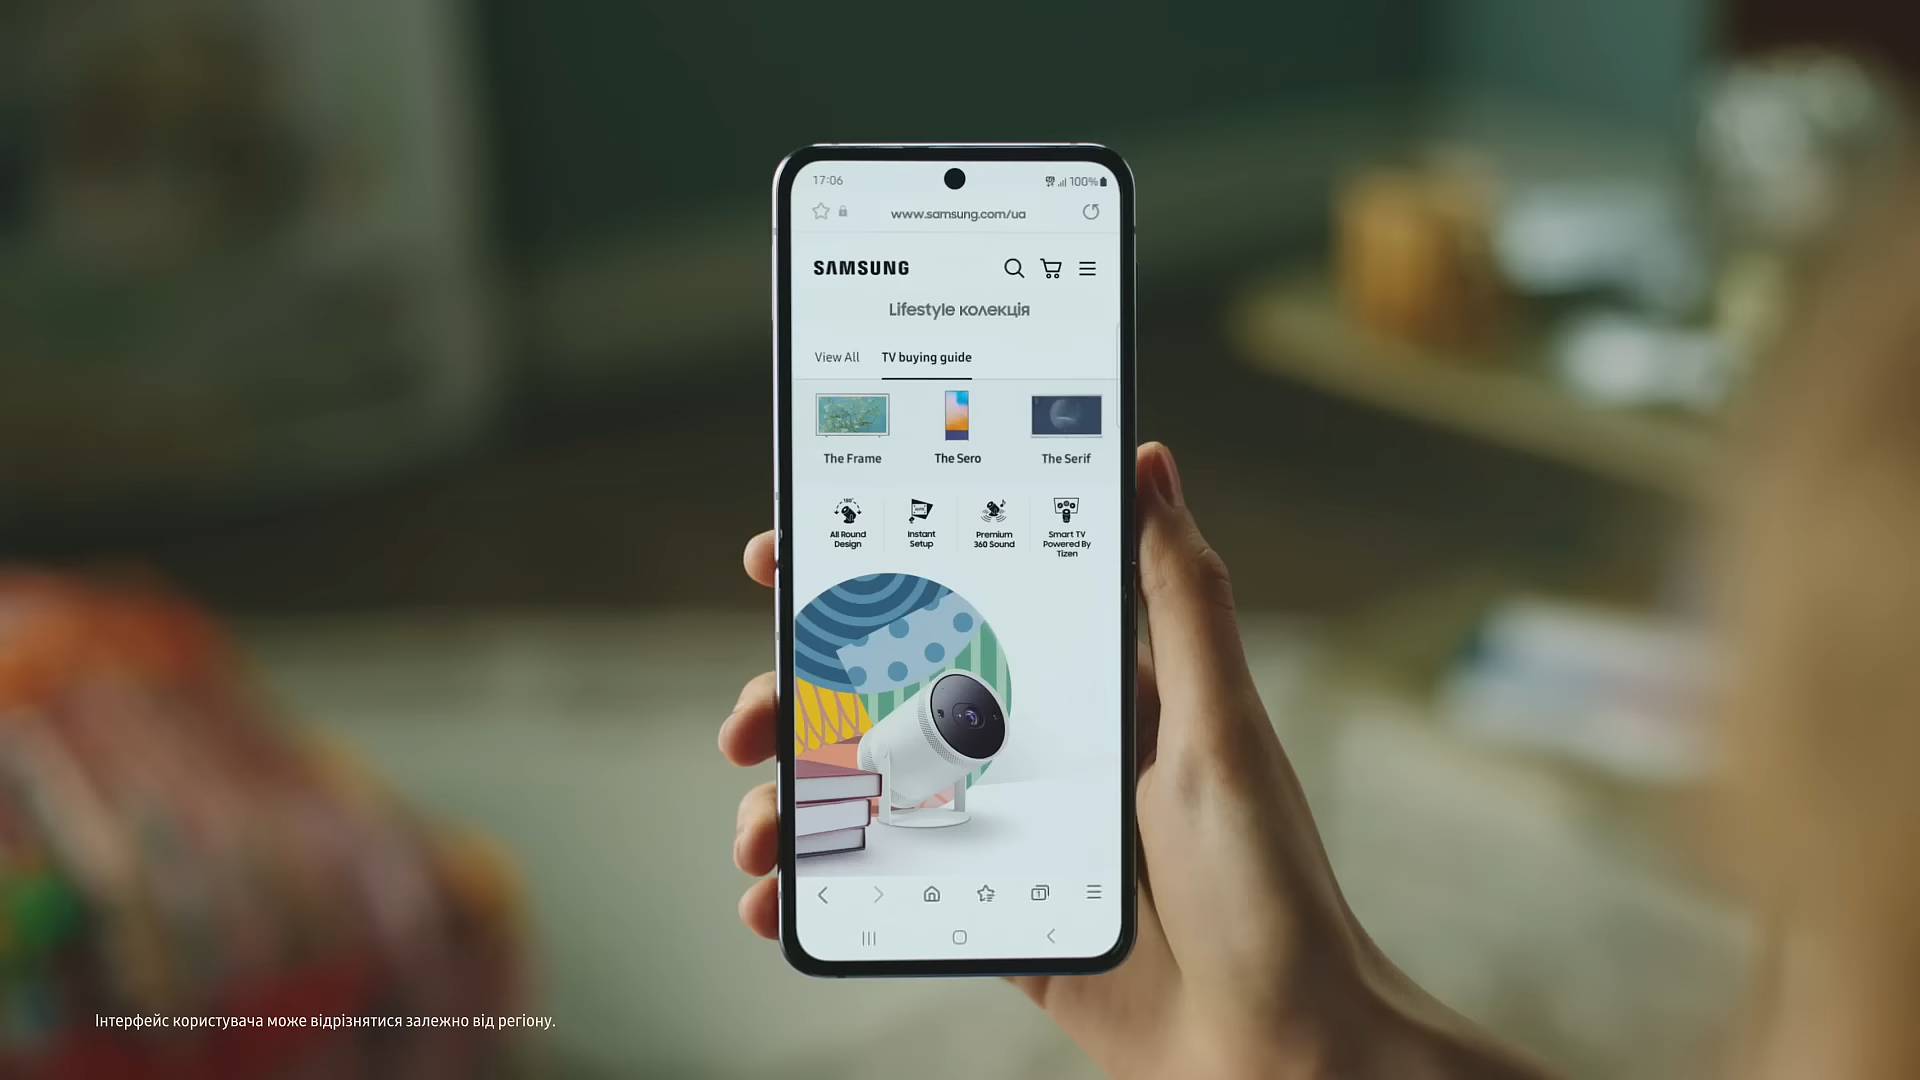 17:06
100%
www.samsung.com/ua
SAMSUNG
Lifestyle колекція
View All
TV buying guide
The Frame
The Sero
The Serif
180°
All Round
Design
Instant
Setup
Premium
360 Sound
Smart TV
Powered By
Tizen
1
Інтерфейс користувача може відрізнятися залежно від регіону.